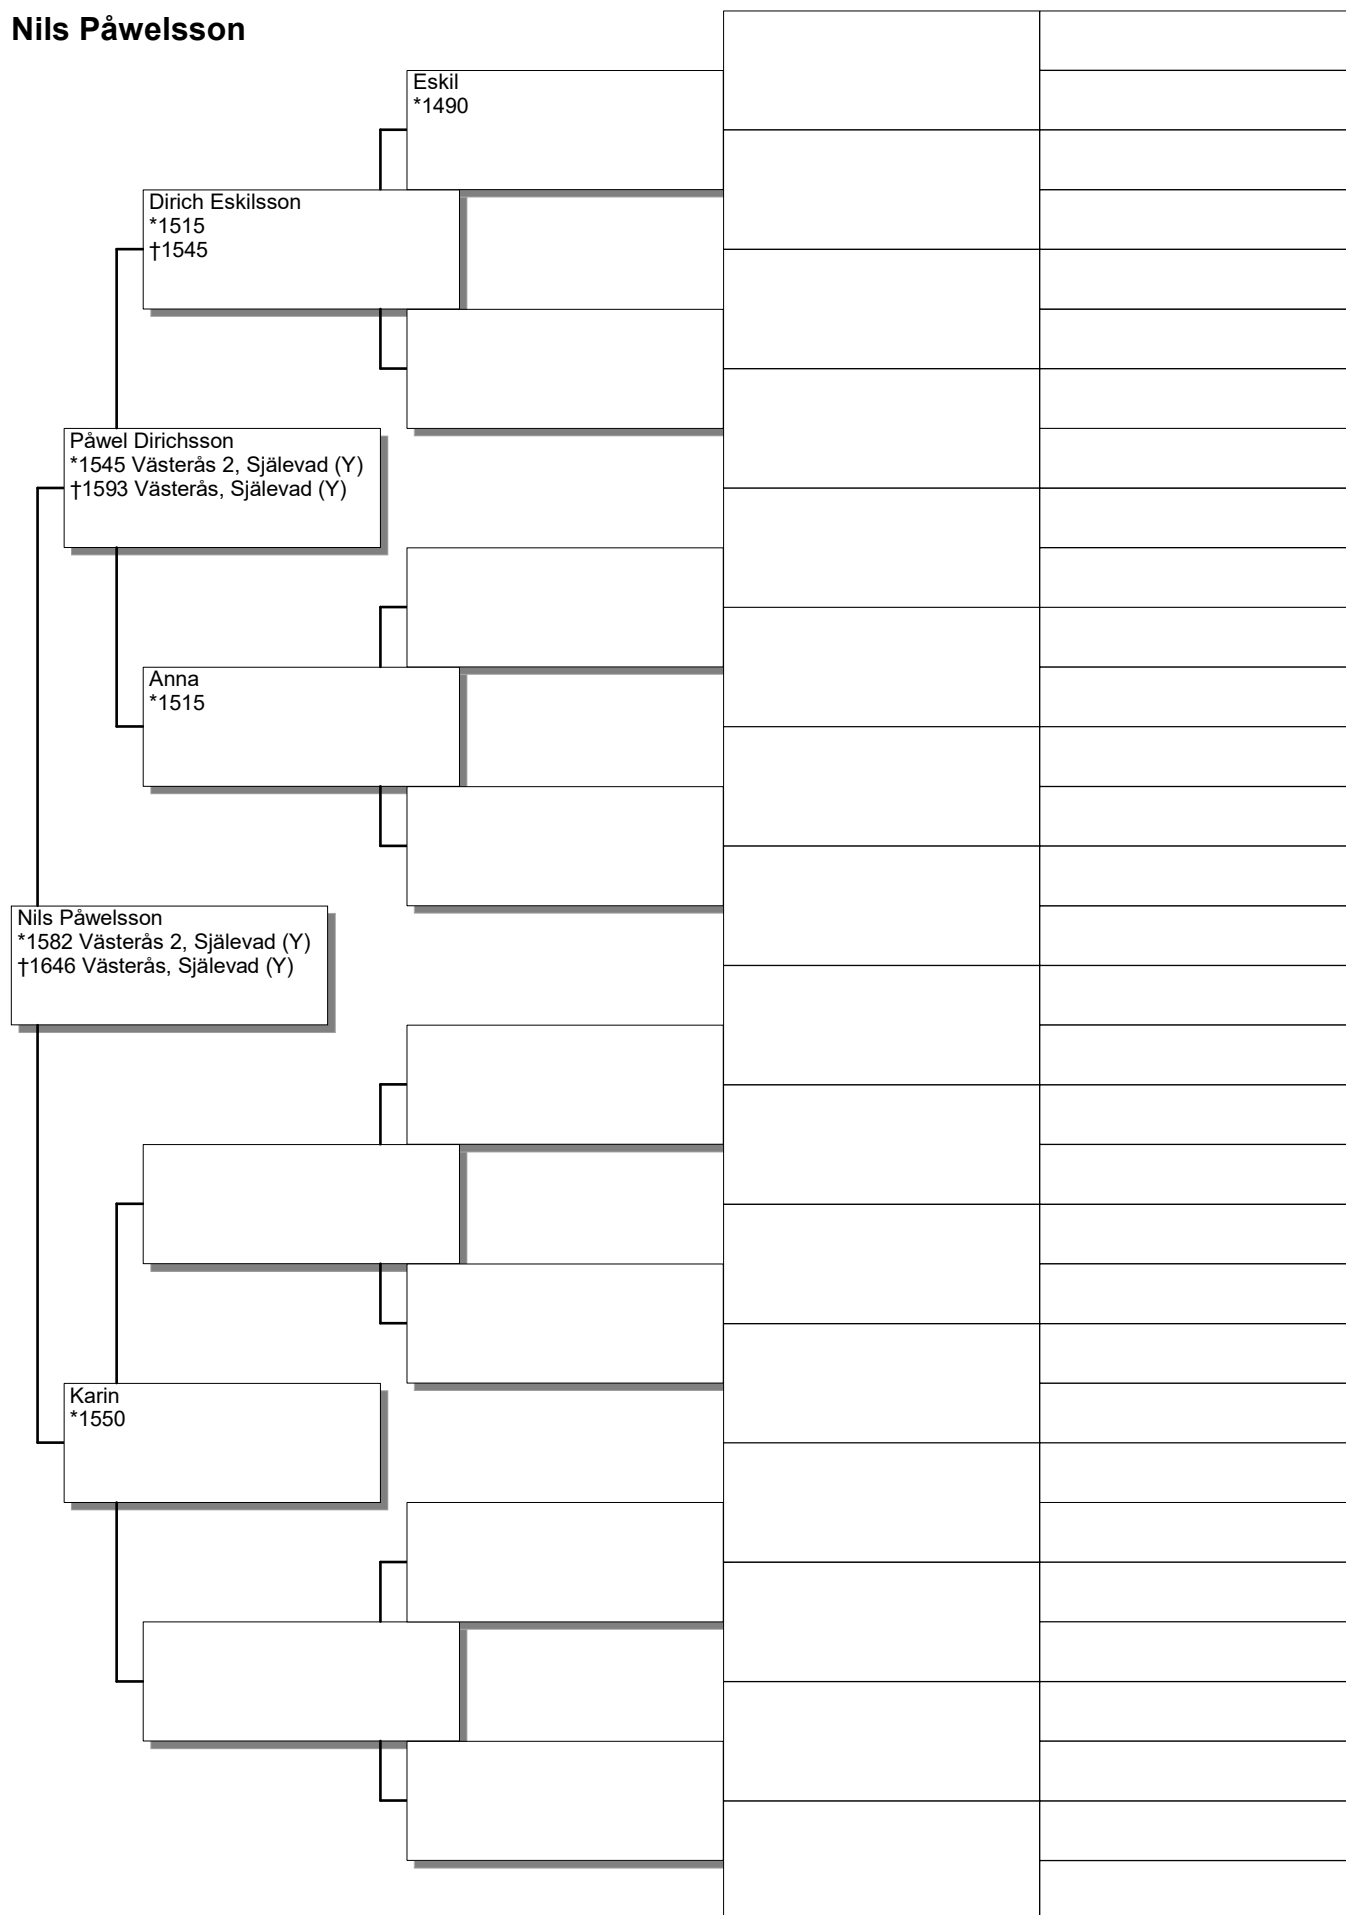 Nils Påwelsson
Eskil
*1490
Dirich Eskilsson
*1515
†1545
Påwel Dirichsson
*1545 Västerås 2, Själevad (Y)
†1593 Västerås, Själevad (Y)
Anna
*1515
Nils Påwelsson
*1582 Västerås 2, Själevad (Y)
†1646 Västerås, Själevad (Y)
Karin
*1550